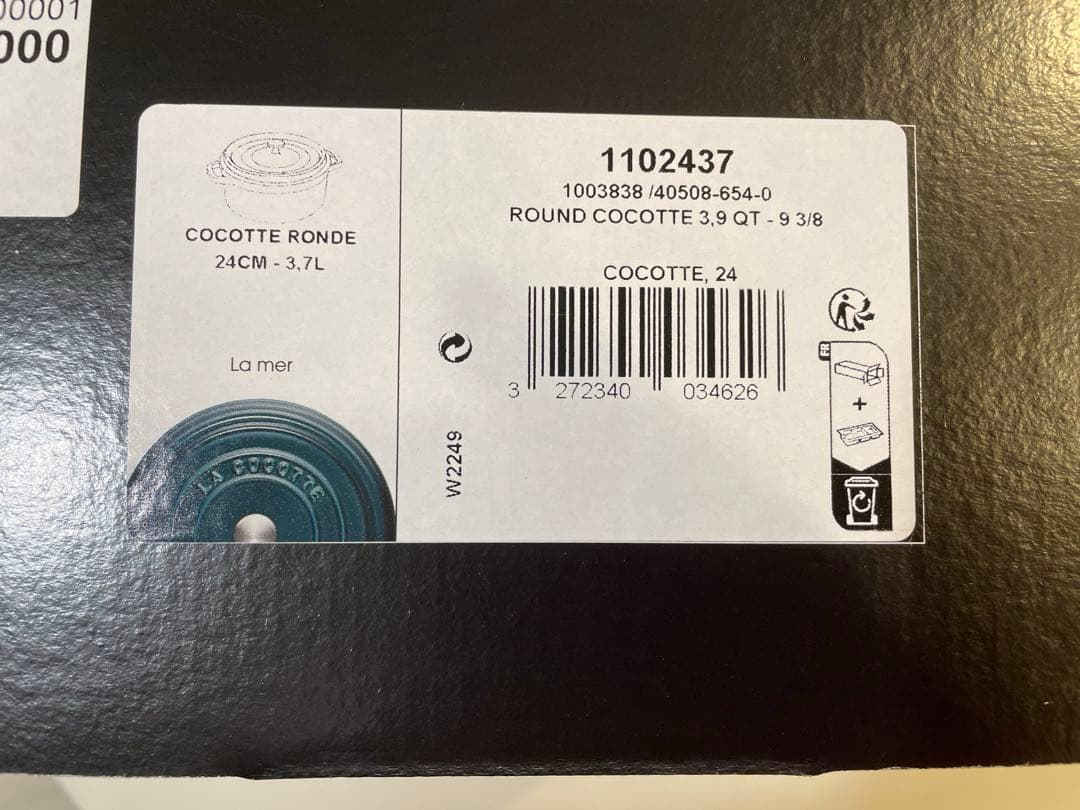 00001
000
COCOTTE RONDE
24CM - 3,7L
La mer
LA COCOTTE
1102437
1003838 /40508-654-0
ROUND COCOTTE 3,9 QT - 9 3/8
COCOTTE, 24
3 272340 034626
W2249
FR
+